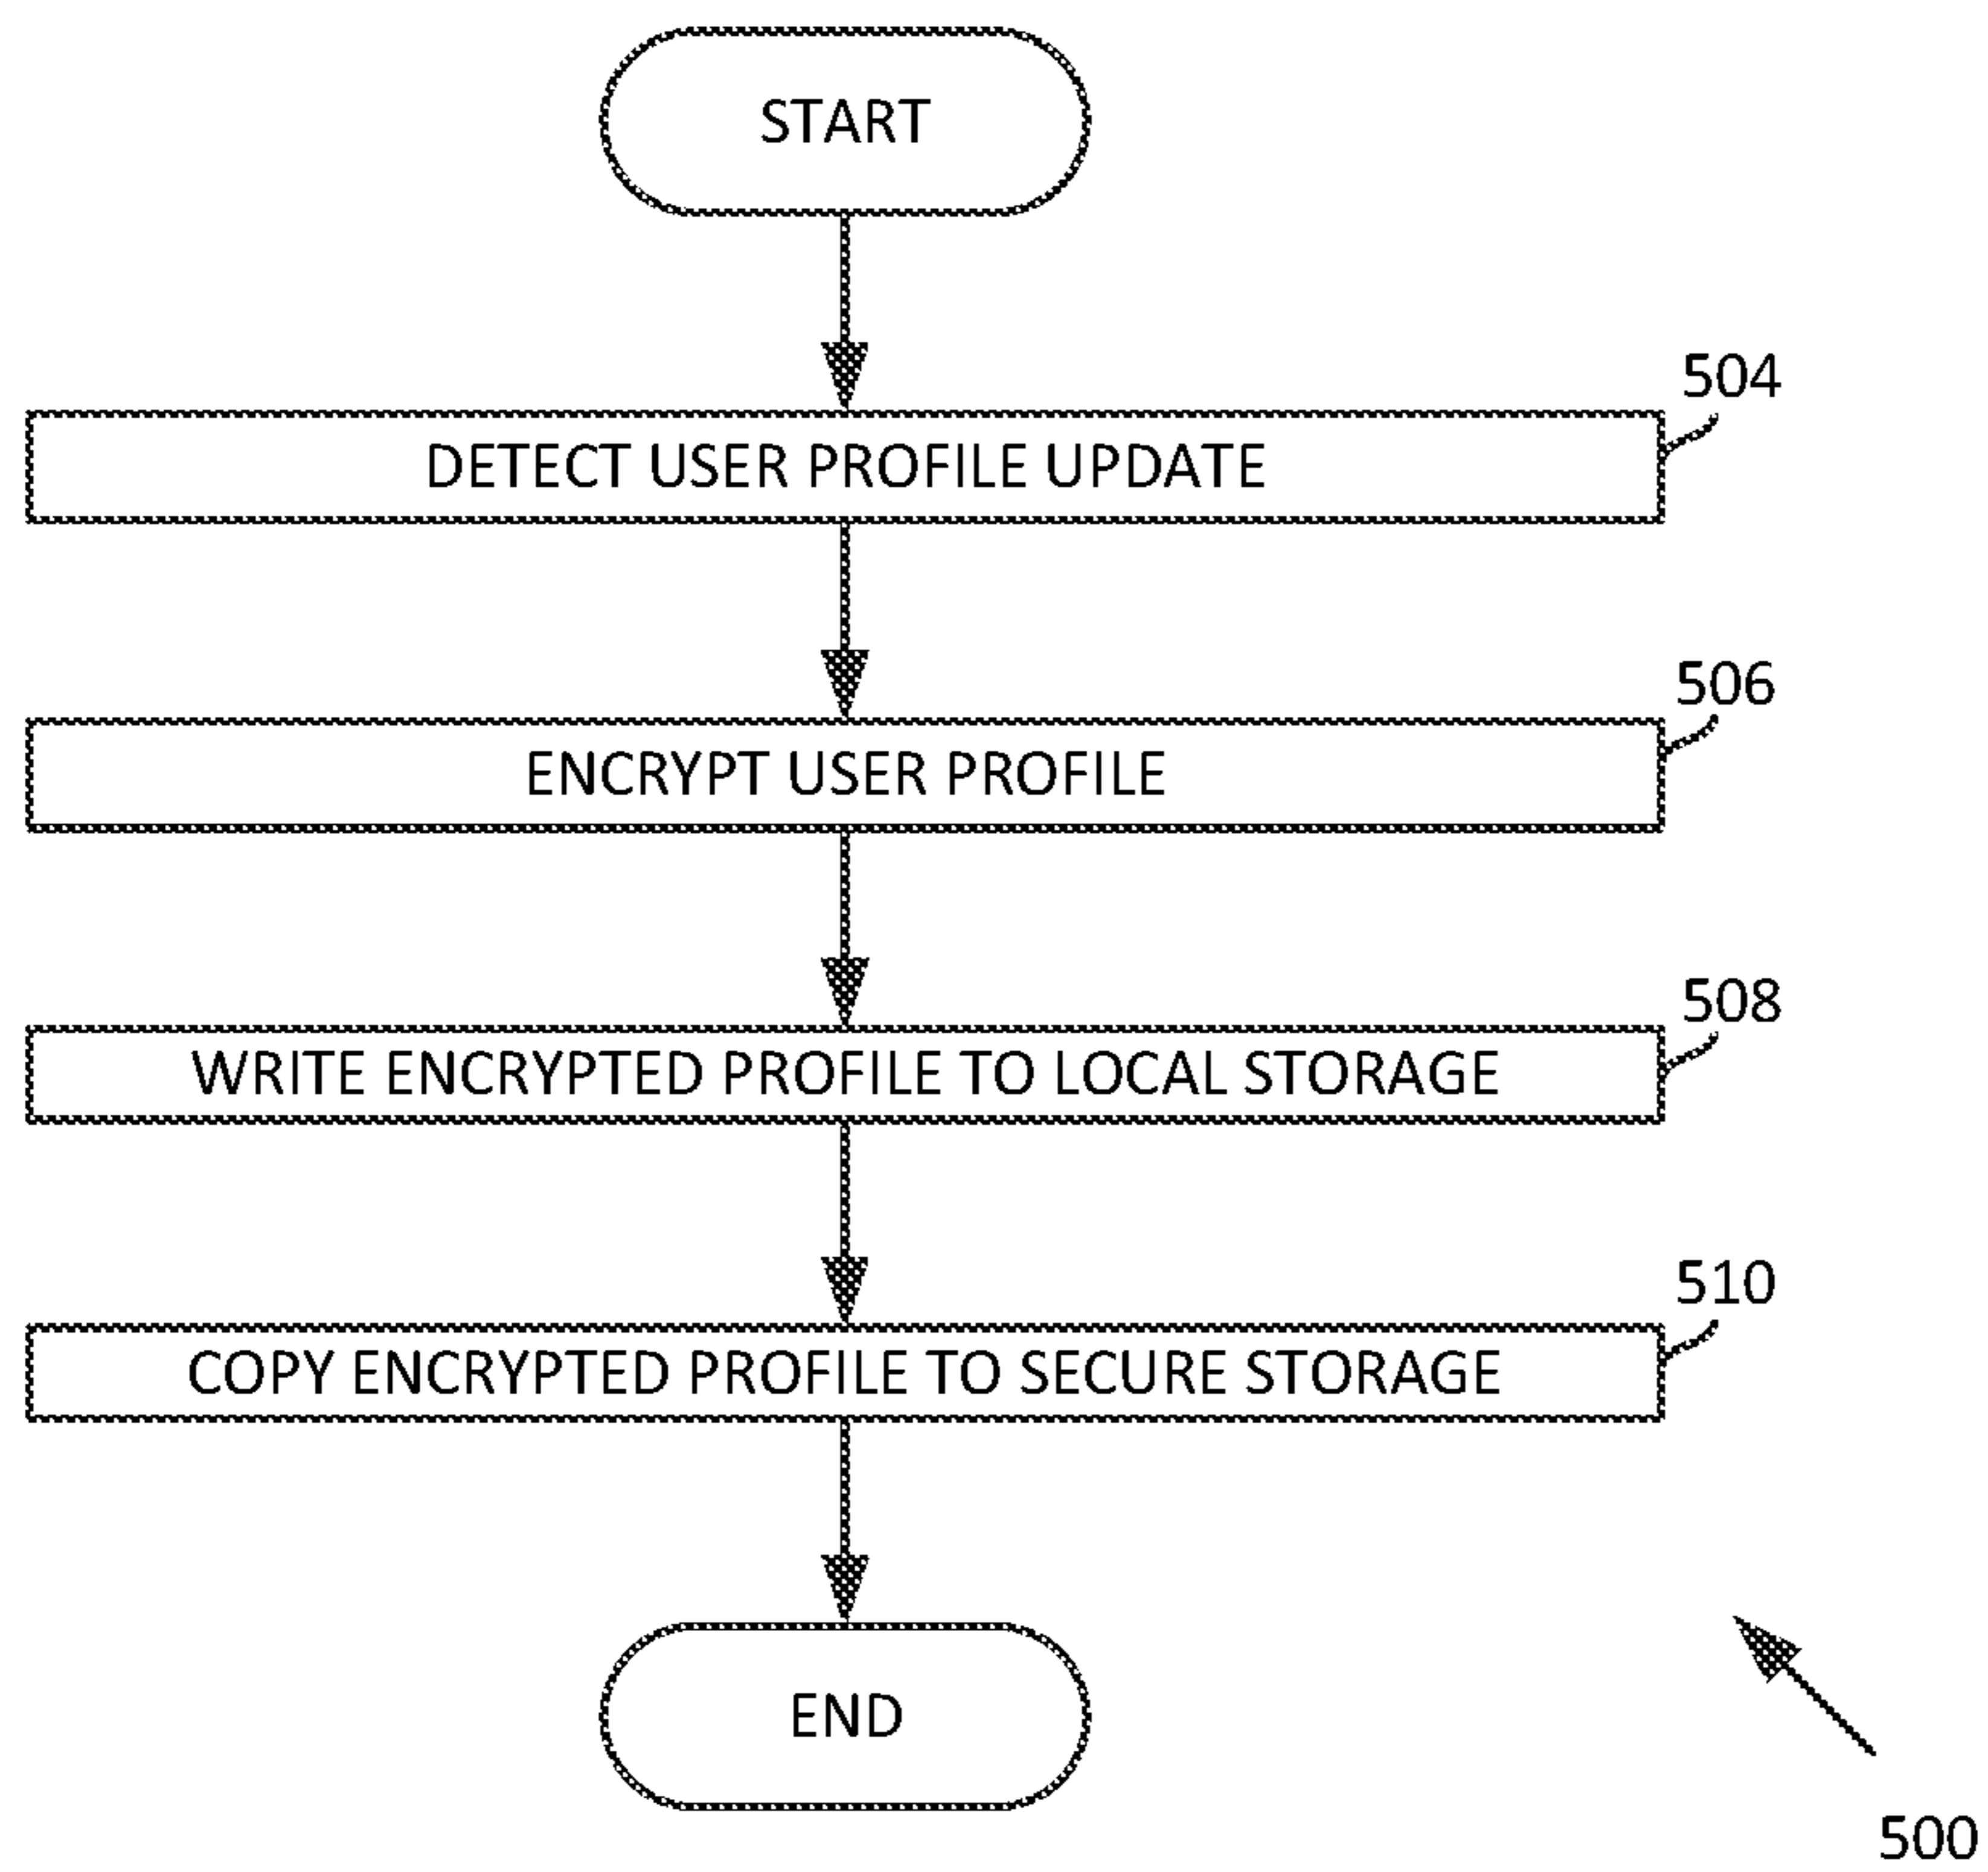 START
504
DETECT USER PROFILE UPDATE
506
ENCRYPT USER PROFILE
508
WRITE ENCRYPTED PROFILE TO LOCAL STORAGE
510
COPY ENCRYPTED PROFILE TO SECURE STORAGE
END
500